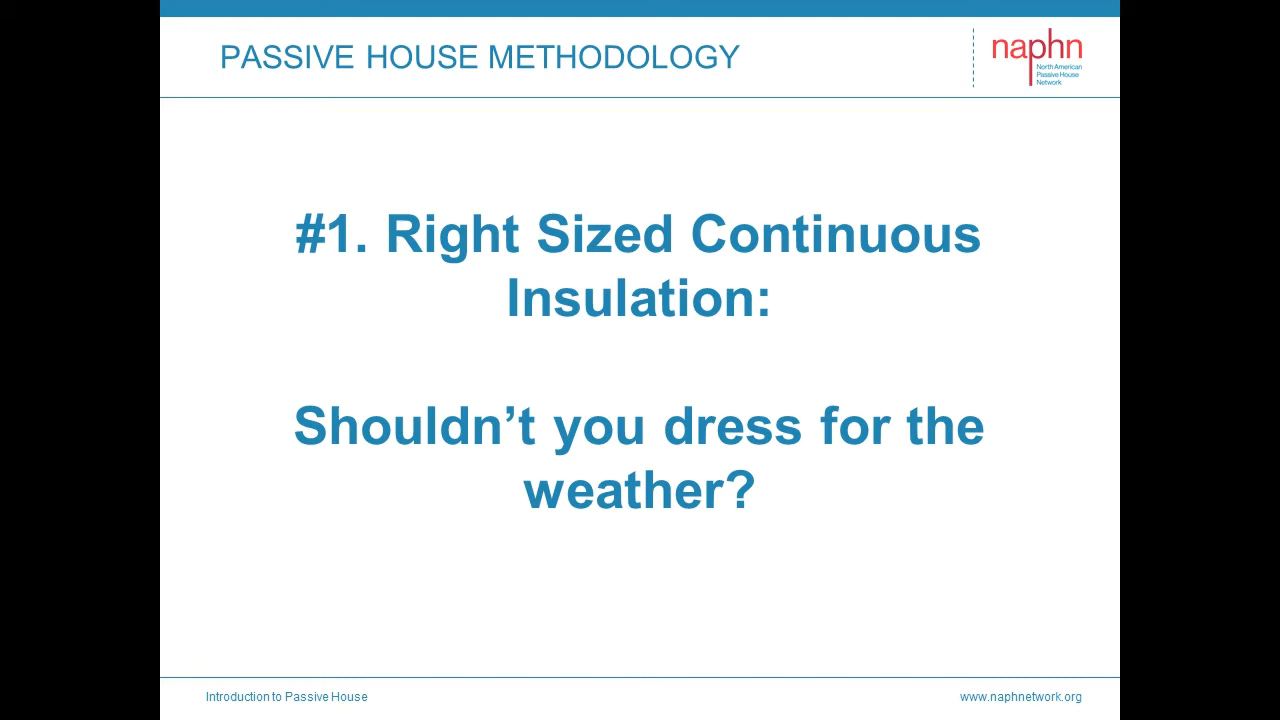 PASSIVE HOUSE METHODOLOGY
naphn
North American
Passive House
Network
#1. Right Sized Continuous
Insulation:
Shouldn’t you dress for the
weather?
Introduction to Passive House
www.naphnetwork.org